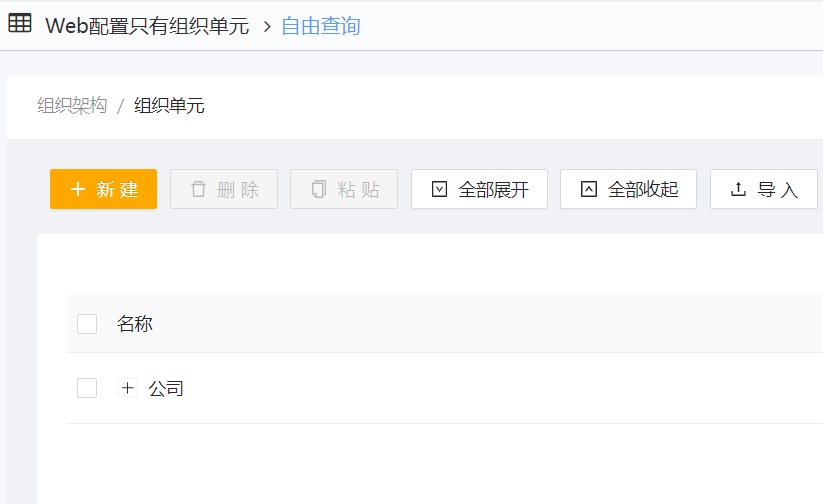 Web配置只有组织单元 > 自由查询
组织架构 / 组织单元
新 建 删 除 粘 贴 全部展开 全部收起 导 入
名称
公司